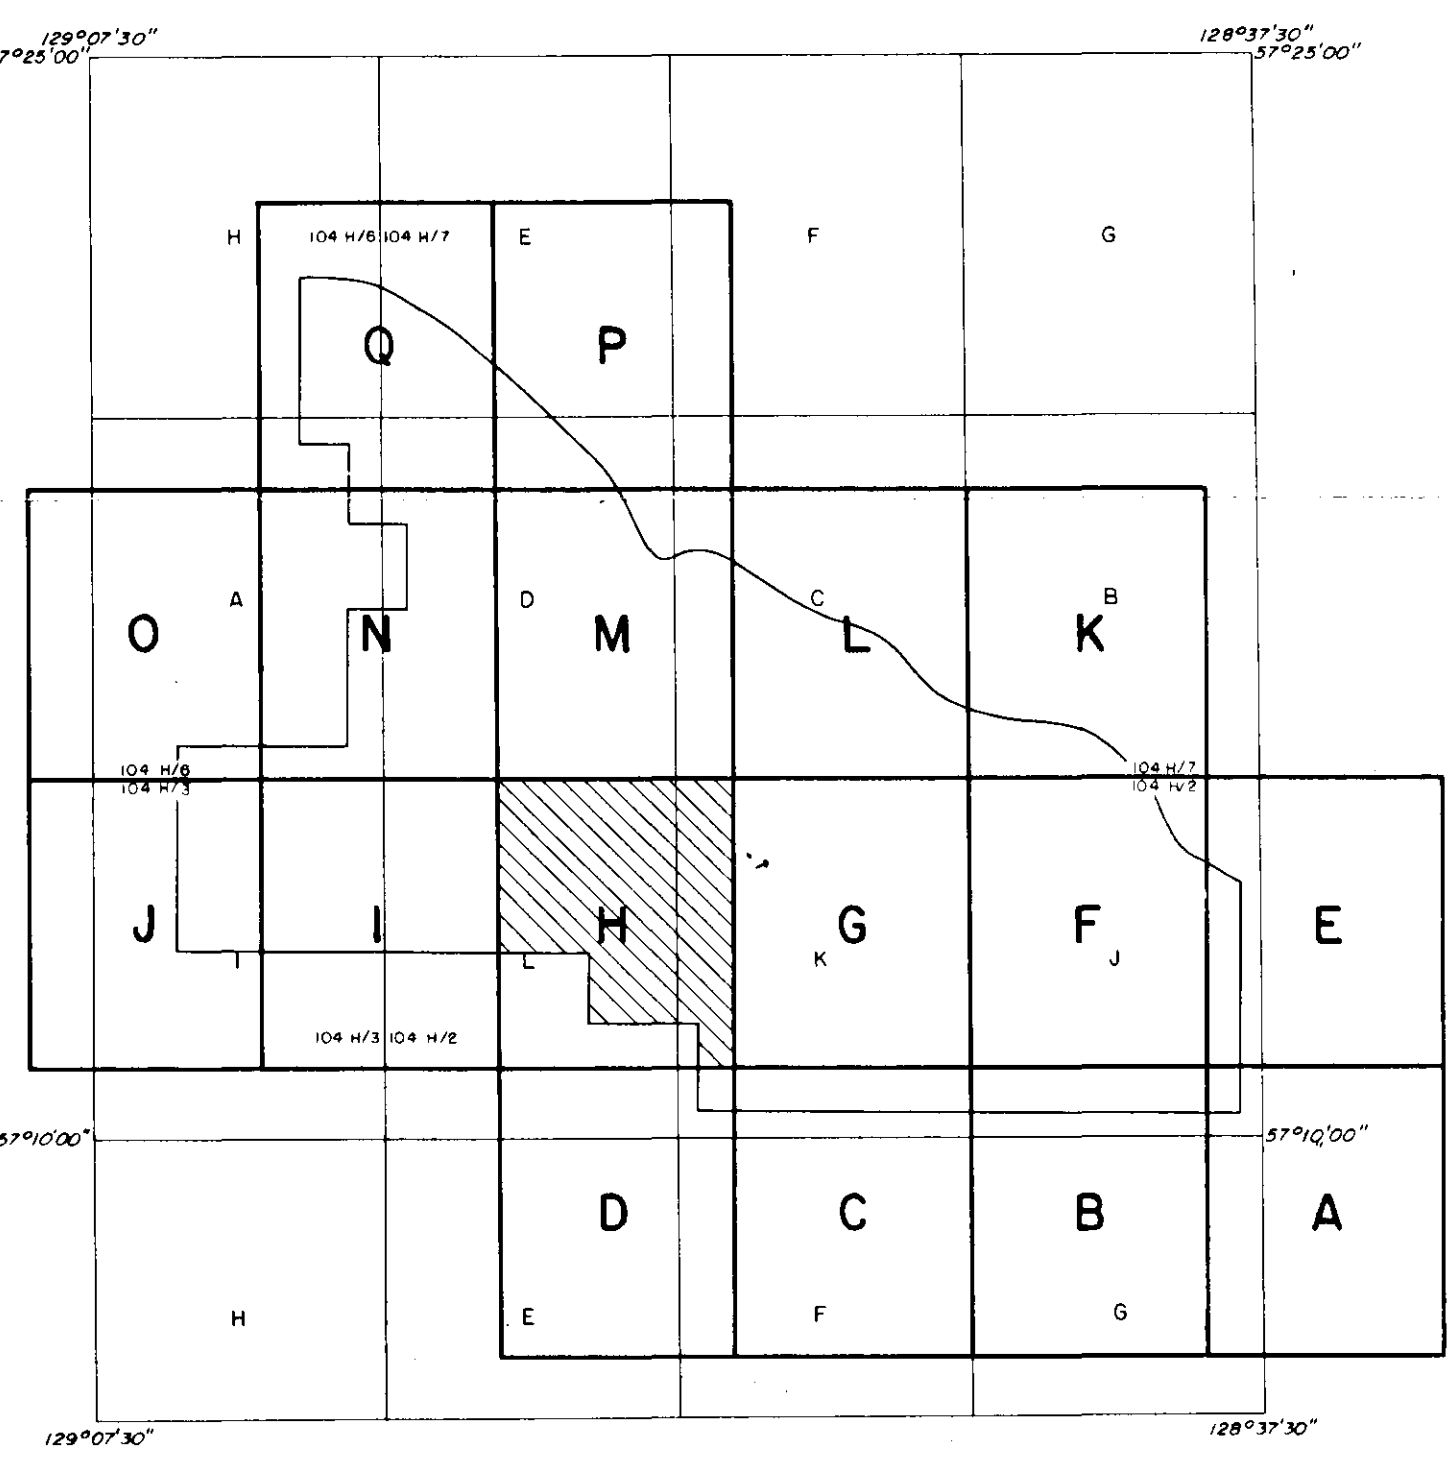 129°07'30" 128°37'30"
7°25'00" 57°25'00"
H 104 H/6 104 H/7 E F G
Q P
A D C B
O N M L K
104 H/6 104 H/7
104 H/3 104 H/2
J I H G F E
I L K J
104 H/3 104 H/2
57°10'00" 57°10'00"
D C B A
H E F G
129°07'30" 128°37'30"